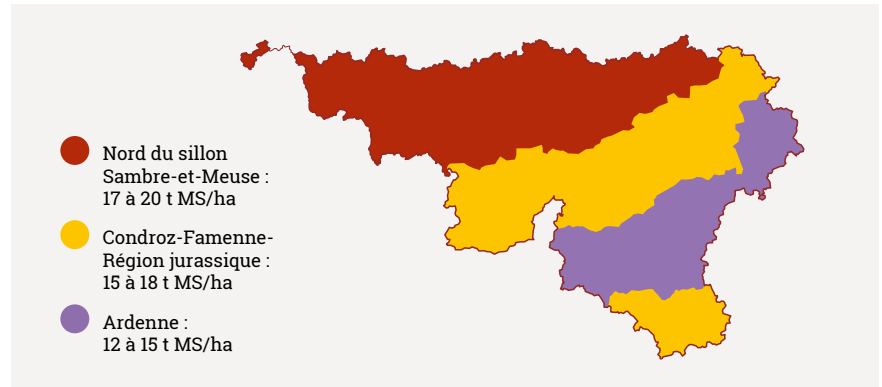 Nord du sillon
Sambre-et-Meuse :
17 à 20 t MS/ha
Condroz-Famenne-
Région jurassique :
15 à 18 t MS/ha
Ardenne :
12 à 15 t MS/ha